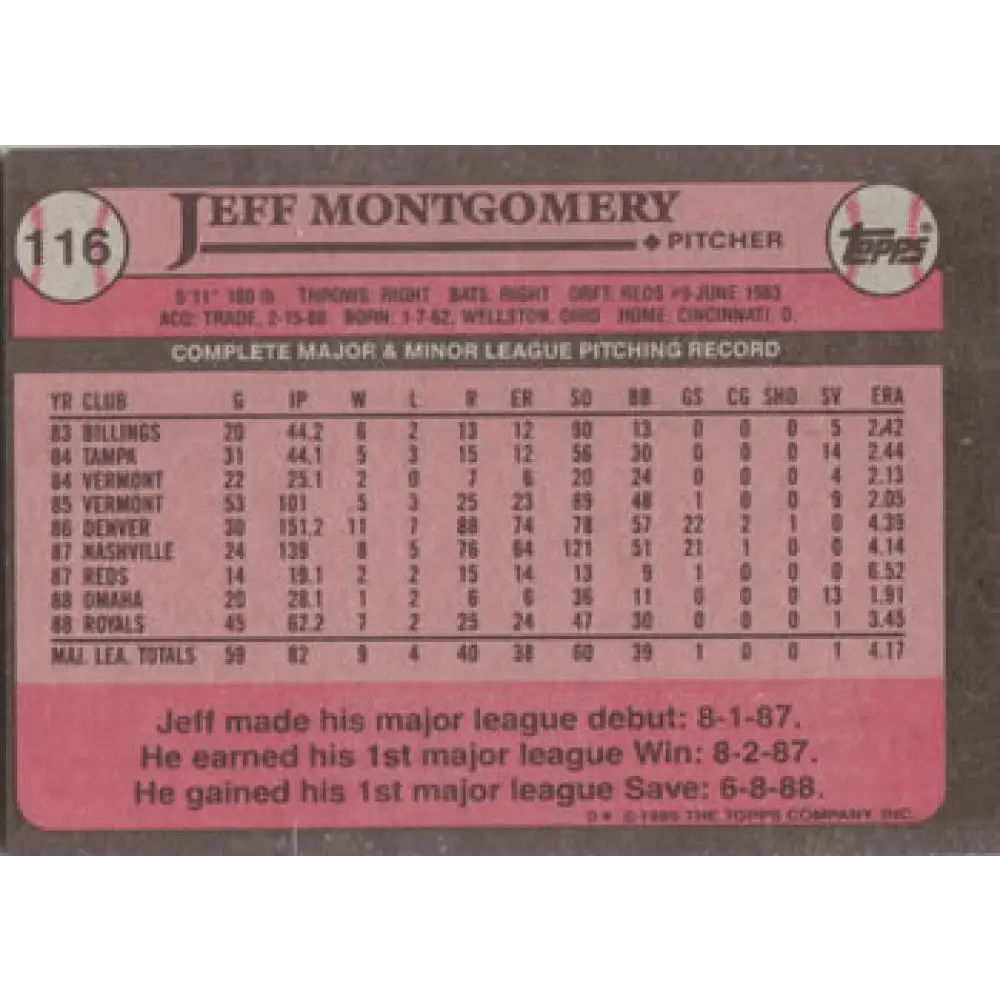 116
JEFF MONTGOMERY
PITCHER
TOPPS®
5'11" 180 lb THROWS: RIGHT BATS: RIGHT DRFT: REDS #9-JUNE 1983
ACQ: TRADE, 2-15-88 BORN: 1-7-62, WELLSTON, OHIO HOME: CINCINNATI, O.
COMPLETE MAJOR & MINOR LEAGUE PITCHING RECORD
YR CLUB G IP W L R ER SO BB GS CG SHO SV ERA
83 BILLINGS 20 44.2 6 2 13 12 90 13 0 0 0 5 2.42
84 TAMPA 31 44.1 5 3 15 12 56 30 0 0 0 14 2.44
84 VERMONT 22 25.1 2 0 7 6 20 24 0 0 0 4 2.13
85 VERMONT 53 101 5 3 25 23 89 48 1 0 0 9 2.05
86 DENVER 30 151.2 11 7 88 74 78 57 22 2 1 0 4.39
87 NASHVILLE 24 139 8 5 76 64 121 51 21 1 0 0 4.14
87 REDS 14 19.1 2 2 15 14 13 9 1 0 0 0 6.52
88 OMAHA 20 28.1 1 2 6 6 36 11 0 0 0 13 1.91
88 ROYALS 45 62.2 7 2 25 24 47 30 0 0 0 1 3.45
MAJ. LEA. TOTALS 59 82 9 4 40 38 60 39 1 0 0 1 4.17
Jeff made his major league debut: 8-1-87.
He earned his 1st major league Win: 8-2-87.
He gained his 1st major league Save: 6-8-88.
D* © 1989 THE TOPPS COMPANY, INC.